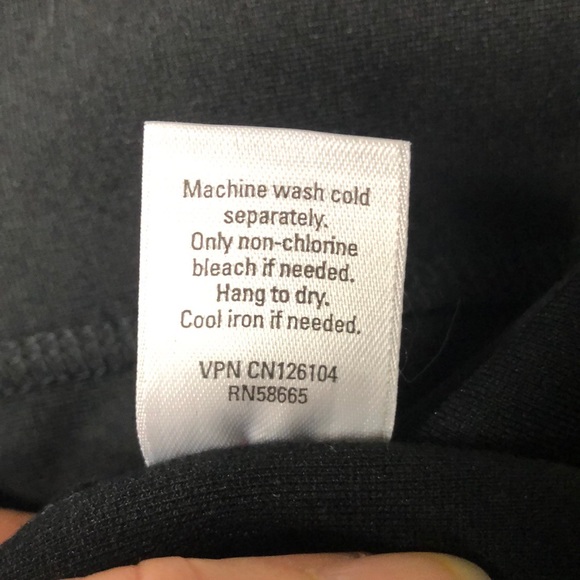 Machine wash cold
separately.
Only non-chlorine
bleach if needed.
Hang to dry.
Cool iron if needed.
VPN CN126104
RN58665